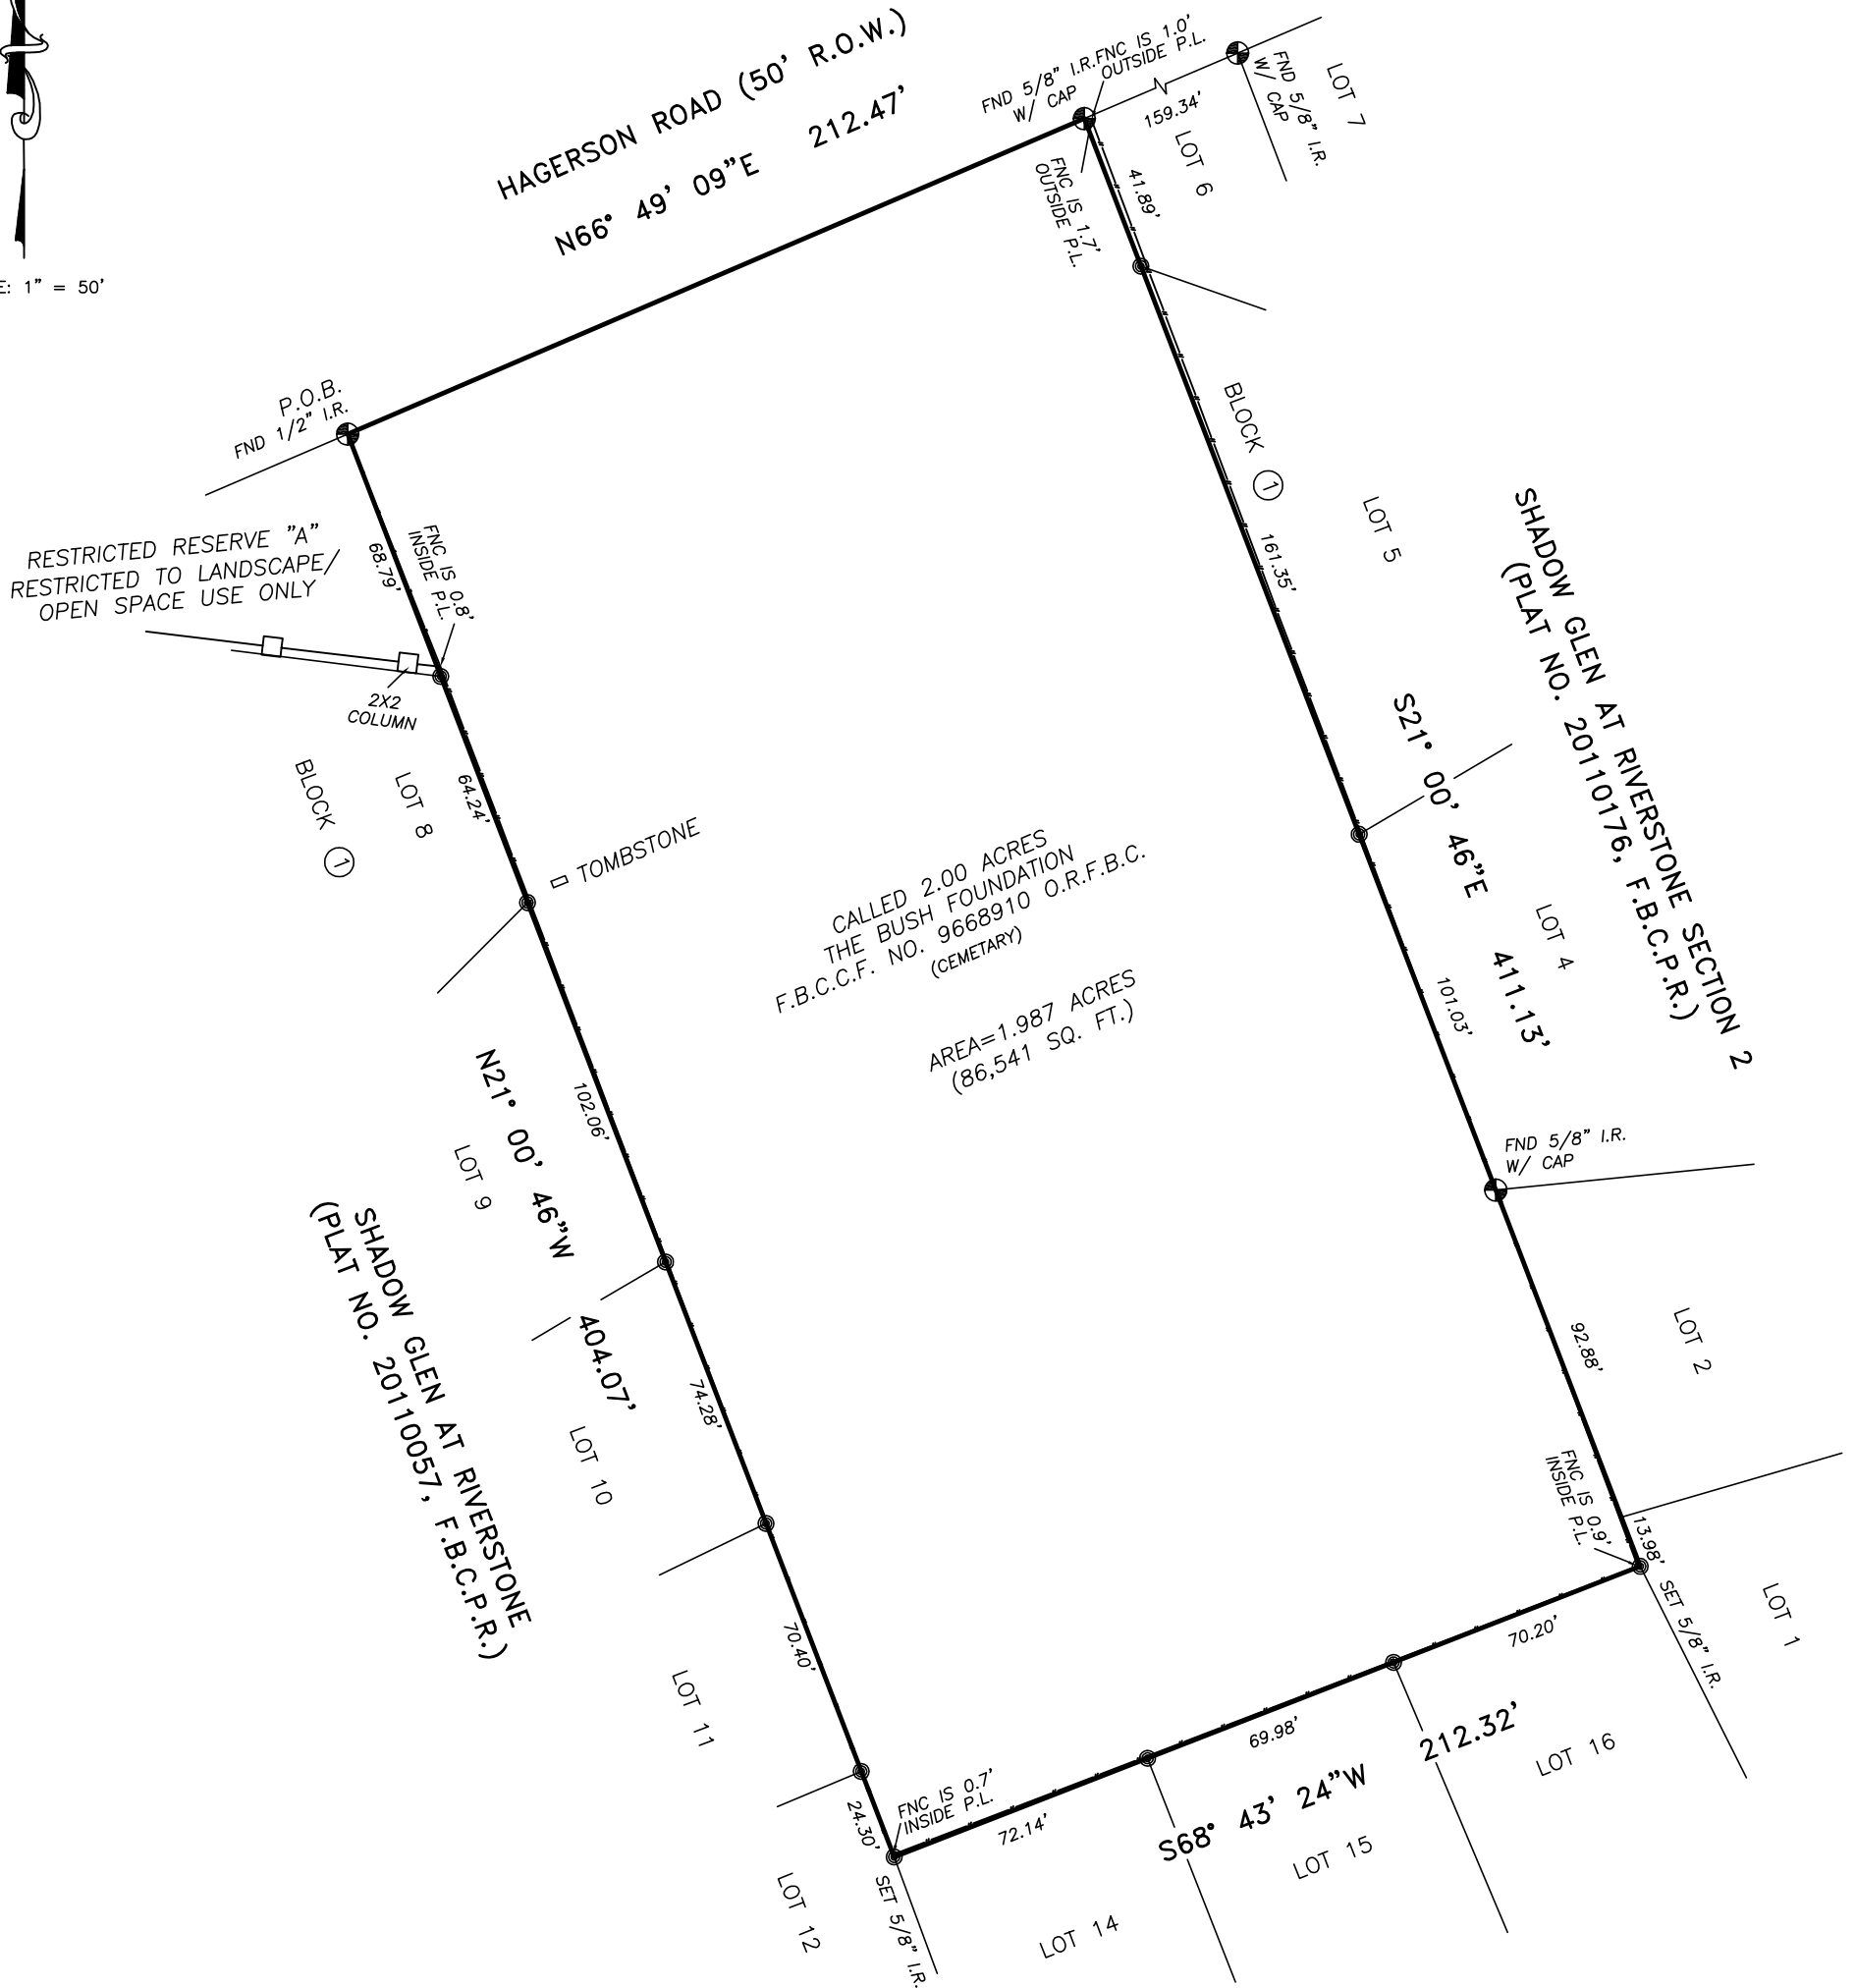 E: 1" = 50'
HAGERSON ROAD (50' R.O.W.)
N66° 49' 09"E 212.47'
FND 5/8" I.R.
W/ CAP
FNC IS 1.0'
OUTSIDE P.L.
159.34'
FND 5/8" I.R.
W/ CAP
LOT 7
LOT 6
FNC IS 1.7'
OUTSIDE P.L.
41.89'
P.O.B.
FND 1/2" I.R.
BLOCK 1
LOT 5
161.35'
RESTRICTED RESERVE "A"
RESTRICTED TO LANDSCAPE/
OPEN SPACE USE ONLY
68.79'
FNC IS 0.8'
INSIDE P.L.
2X2
COLUMN
SHADOW GLEN AT RIVERSTONE SECTION 2
(PLAT NO. 20110176, F.B.C.P.R.)
S21° 00' 46"E 411.13'
BLOCK 1
LOT 8
64.24'
TOMBSTONE
CALLED 2.00 ACRES
THE BUSH FOUNDATION
F.B.C.C.F. NO. 9668910 O.R.F.B.C.
(CEMETARY)
AREA=1.987 ACRES
(86,541 SQ. FT.)
LOT 4
101.03'
N21° 00' 46"W 404.07'
102.06'
LOT 9
FND 5/8" I.R.
W/ CAP
SHADOW GLEN AT RIVERSTONE
(PLAT NO. 20110057, F.B.C.P.R.)
74.28'
LOT 10
92.88'
LOT 2
FNC IS 0.9'
INSIDE P.L.
13.98'
SET 5/8" I.R.
LOT 1
70.40'
LOT 11
70.20'
69.98'
S68° 43' 24"W 212.32'
LOT 16
24.30'
FNC IS 0.7'
INSIDE P.L.
72.14'
LOT 15
LOT 12
SET 5/8" I.R.
LOT 14